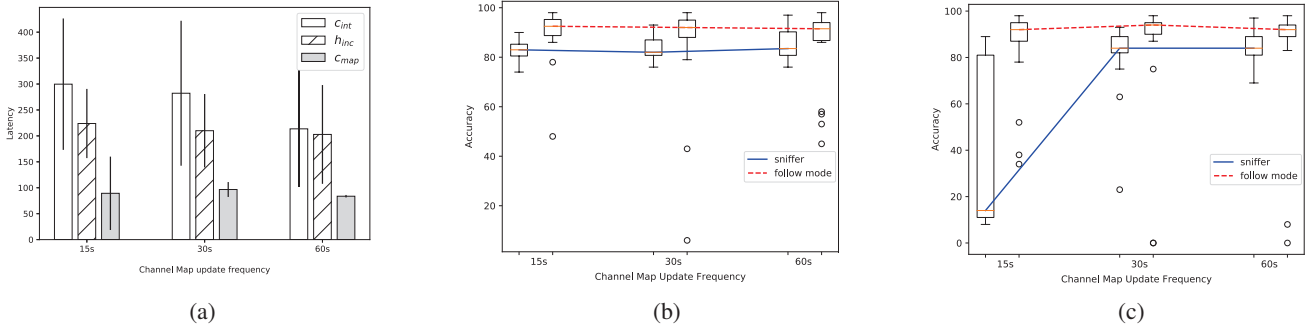 400
350
300
250
200
150
100
50
0
Latency
c_int
h_inc
c_map
15s
30s
60s
Channel Map update frequency
(a)
100
80
60
40
20
Accuracy
sniffer
follow mode
15s
30s
60s
Channel Map Update Frequency
(b)
100
80
60
40
20
0
Accuracy
sniffer
follow mode
15s
30s
60s
Channel Map Update Frequency
(c)